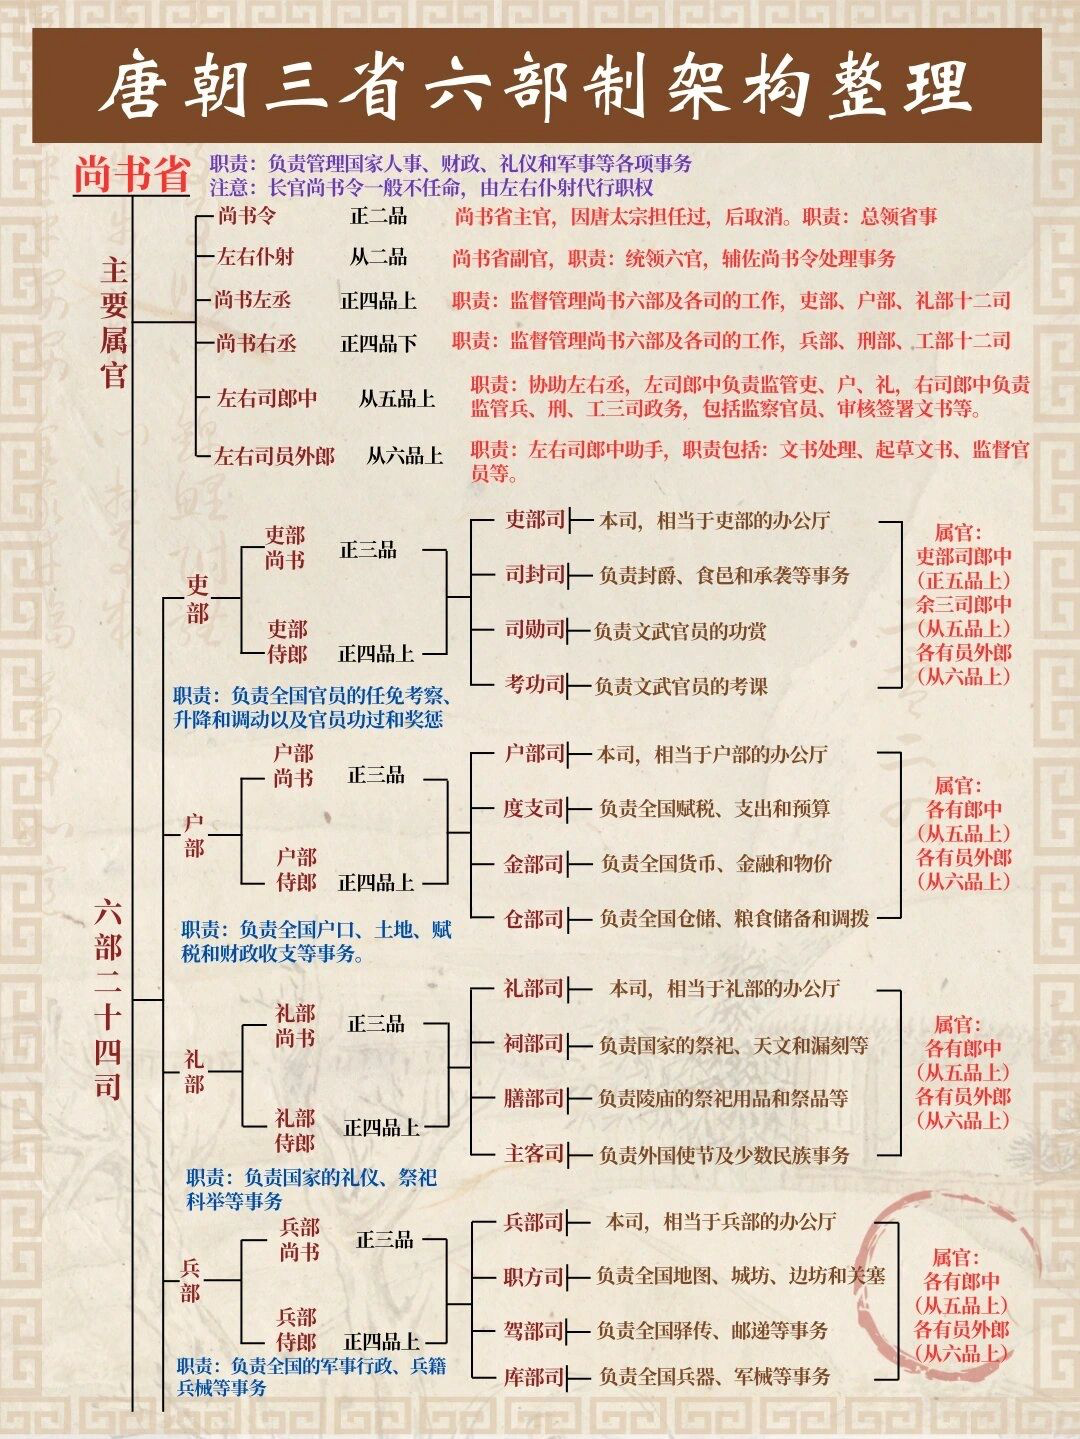 唐朝三省六部制架构整理
尚书省
职责：负责管理国家人事、财政、礼仪和军事等各项事务
注意：长官尚书令一般不任命，由左右仆射代行职权
主要属官
尚书令 正二品 尚书省主官，因唐太宗担任过，后取消。职责：总领省事
左右仆射 从二品 尚书省副官，职责：统领六官，辅佐尚书令处理事务
尚书左丞 正四品上 职责：监督管理尚书六部及各司的工作，吏部、户部、礼部十二司
尚书右丞 正四品下 职责：监督管理尚书六部及各司的工作，兵部、刑部、工部十二司
左右司郎中 从五品上 职责：协助左右丞，左司郎中负责监管吏、户、礼，右司郎中负责
监管兵、刑、工三司政务，包括监察官员、审核签署文书等。
左右司员外郎 从六品上 职责：左右司郎中助手，职责包括：文书处理、起草文书、监督官
员等。
六部二十四司
吏部
吏部
尚书
正三品
吏部
侍郎
正四品上
职责：负责全国官员的任免考察、
升降和调动以及官员功过和奖惩
吏部司 本司，相当于吏部的办公厅
司封司 负责封爵、食邑和承袭等事务
司勋司 负责文武官员的功赏
考功司 负责文武官员的考课
属官：
吏部司郎中
（正五品上）
余三司郎中
（从五品上）
各有员外郎
（从六品上）
户部
户部
尚书
正三品
户部
侍郎
正四品上
职责：负责全国户口、土地、赋
税和财政收支等事务。
户部司 本司，相当于户部的办公厅
度支司 负责全国赋税、支出和预算
金部司 负责全国货币、金融和物价
仓部司 负责全国仓储、粮食储备和调拨
属官：
各有郎中
（从五品上）
各有员外郎
（从六品上）
礼部
礼部
尚书
正三品
礼部
侍郎
正四品上
职责：负责国家的礼仪、祭祀
科举等事务
礼部司 本司，相当于礼部的办公厅
祠部司 负责国家的祭祀、天文和漏刻等
膳部司 负责陵庙的祭祀用品和祭品等
主客司 负责外国使节及少数民族事务
属官：
各有郎中
（从五品上）
各有员外郎
（从六品上）
兵部
兵部
尚书
正三品
兵部
侍郎
正四品上
职责：负责全国的军事行政、兵籍
兵械等事务
兵部司 本司，相当于兵部的办公厅
职方司 负责全国地图、城坊、边坊和关塞
驾部司 负责全国驿传、邮递等事务
库部司 负责全国兵器、军械等事务
属官：
各有郎中
（从五品上）
各有员外郎
（从六品上）